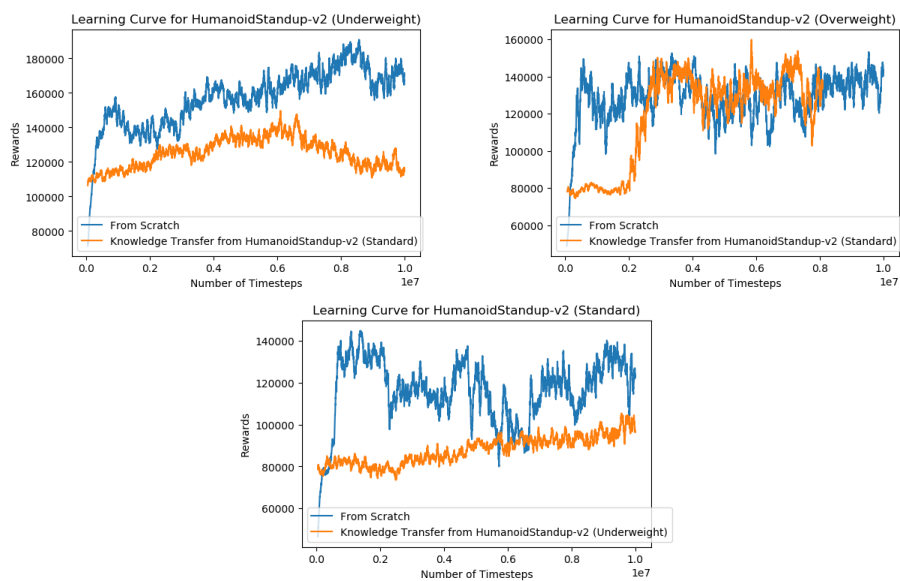 Learning Curve for HumanoidStandup-v2 (Underweight)
Rewards
180000
160000
140000
120000
100000
80000
From Scratch
Knowledge Transfer from HumanoidStandup-v2 (Standard)
0.0 0.2 0.4 0.6 0.8 1.0
1e7
Number of Timesteps
Learning Curve for HumanoidStandup-v2 (Overweight)
Rewards
160000
140000
120000
100000
80000
60000
From Scratch
Knowledge Transfer from HumanoidStandup-v2 (Standard)
0.0 0.2 0.4 0.6 0.8 1.0
1e7
Number of Timesteps
Learning Curve for HumanoidStandup-v2 (Standard)
Rewards
140000
120000
100000
80000
60000
From Scratch
Knowledge Transfer from HumanoidStandup-v2 (Underweight)
0.0 0.2 0.4 0.6 0.8 1.0
1e7
Number of Timesteps